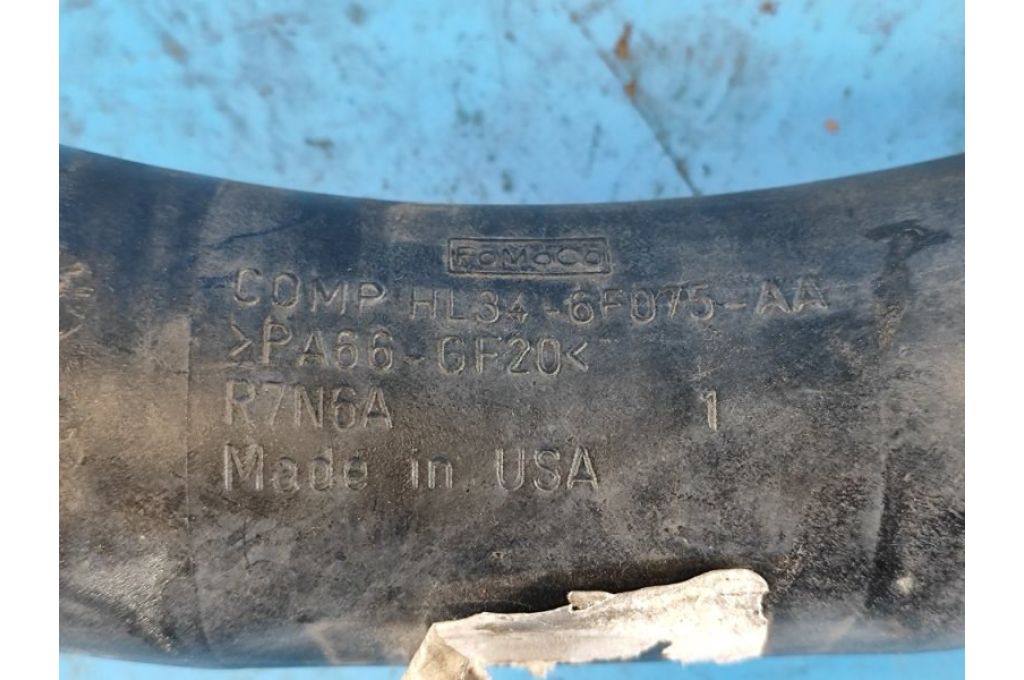 FoMoCo
COMP HL34-6F075-AA
>PA66-GF20<
R7N6A 1
Made in USA